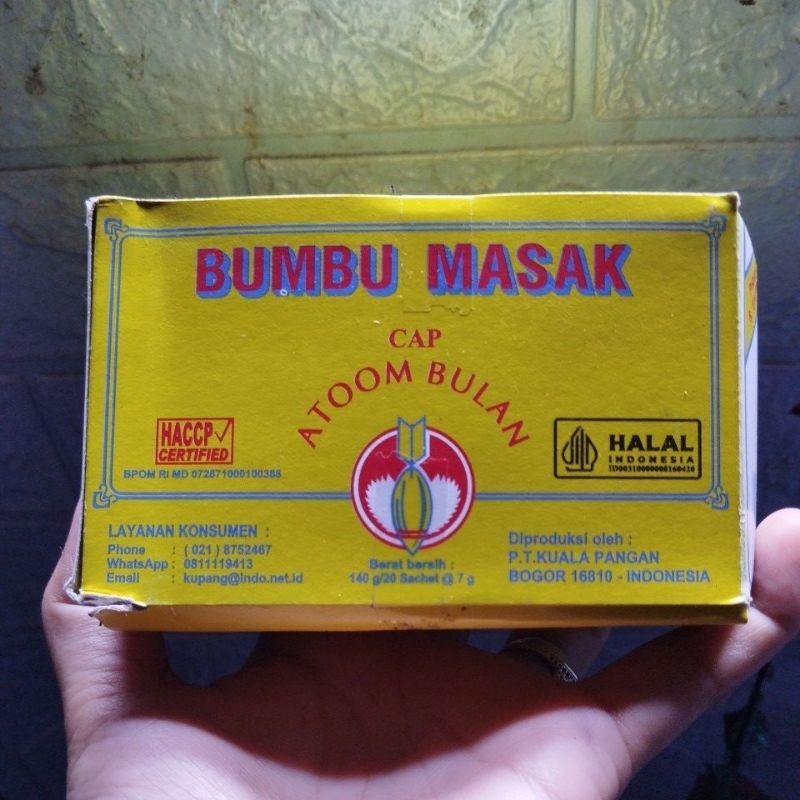 BUMBU MASAK
CAP
ATOOM BULAN
HACCP
CERTIFIED
BPOM RI MD 072871000100388
HALAL
INDONESIA
ID00310000008160420
LAYANAN KONSUMEN :
Phone : ( 021 ) 8752467
WhatsApp : 0811119413
Email : kupang@indo.net.id
Berat bersih :
140 g/20 Sachet @ 7 g
Diproduksi oleh :
P.T.KUALA PANGAN
BOGOR 16810 - INDONESIA